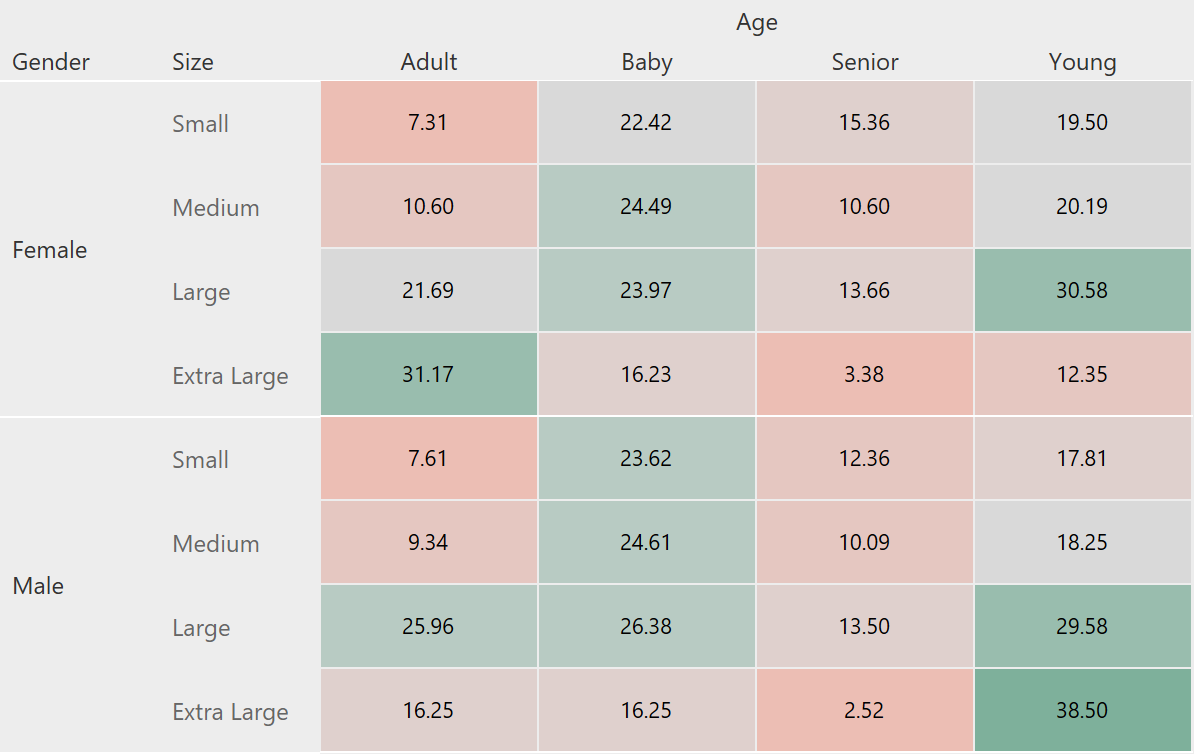 Age
Gender Size Adult Baby Senior Young
Small 7.31 22.42 15.36 19.50
Medium 10.60 24.49 10.60 20.19
Female
Large 21.69 23.97 13.66 30.58
Extra Large 31.17 16.23 3.38 12.35
Small 7.61 23.62 12.36 17.81
Medium 9.34 24.61 10.09 18.25
Male
Large 25.96 26.38 13.50 29.58
Extra Large 16.25 16.25 2.52 38.50